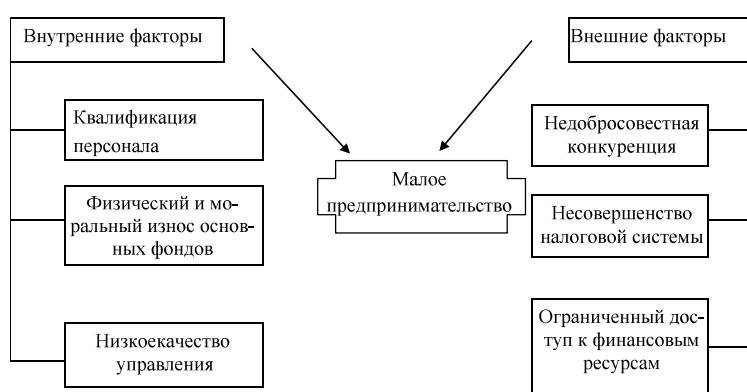 Внутренние факторы
Внешние факторы
Квалификация
персонала
Физический и мо-
ральный износ основ-
ных фондов
Низкоекачество
управления
Малое
предпринимательство
Недобросовестная
конкуренция
Несовершенство
налоговой системы
Ограниченный дос-
туп к финансовым
ресурсам